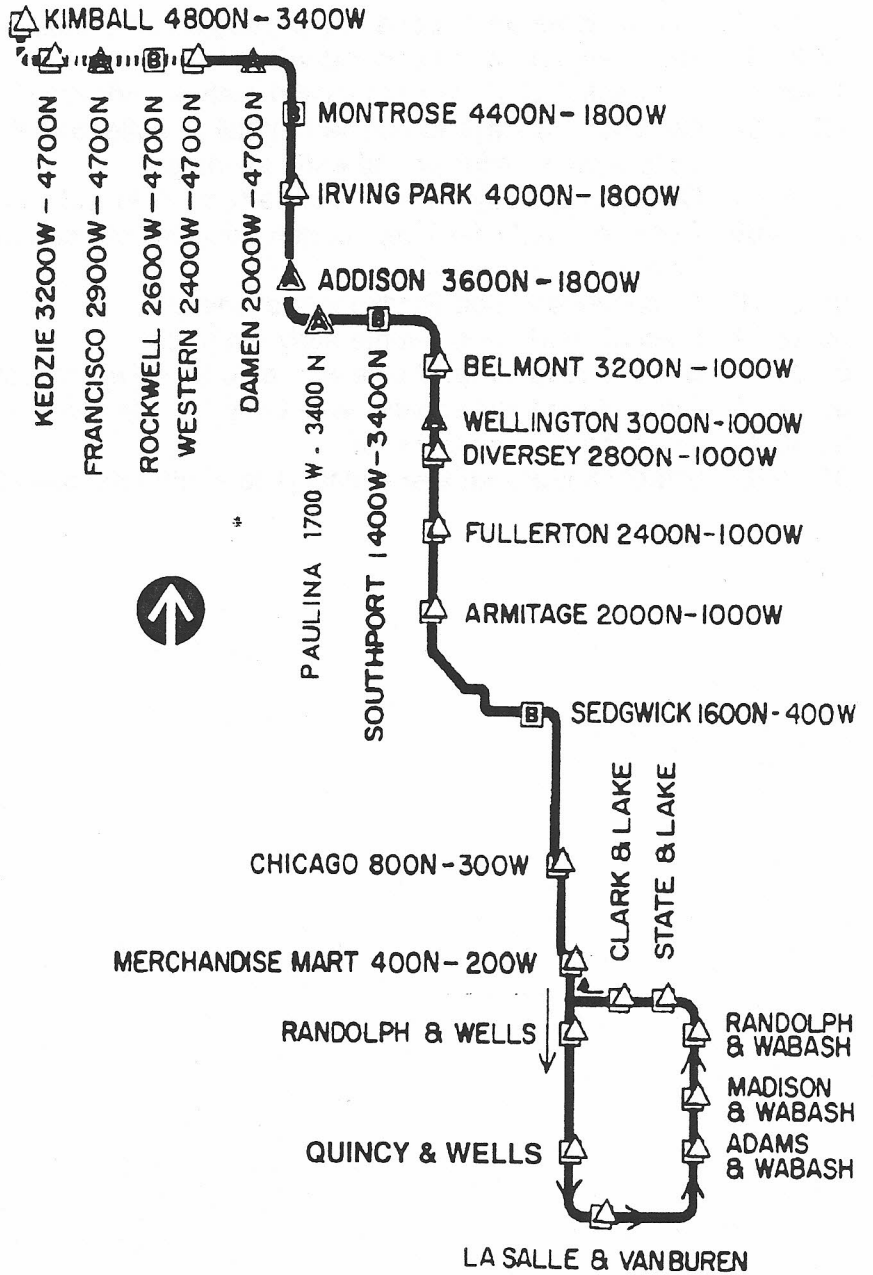 KIMBALL 4800N-3400W
KEDZIE 3200W-4700N
A
FRANCISCO 2900W-4700N
B
ROCKWELL 2600W-4700N
WESTERN 2400W-4700N
A
DAMEN 2000W-4700N
B MONTROSE 4400N-1800W
IRVING PARK 4000N-1800W
A ADDISON 3600N-1800W
A
PAULINA 1700 W-3400 N
B
SOUTHPORT 1400W-3400N
BELMONT 3200N-1000W
A WELLINGTON 3000N-1000W
DIVERSEY 2800N-1000W
FULLERTON 2400N-1000W
ARMITAGE 2000N-1000W
B SEDGWICK 1600N-400W
CHICAGO 800N-300W
MERCHANDISE MART 400N-200W
CLARK & LAKE
STATE & LAKE
RANDOLPH & WELLS
RANDOLPH
& WABASH
MADISON
& WABASH
QUINCY & WELLS
ADAMS
& WABASH
LA SALLE & VAN BUREN